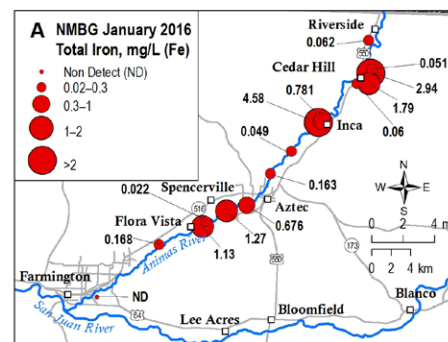 A NMBG January 2016
Total Iron, mg/L (Fe)
Non Detect (ND)
0.02–0.3
0.3–1
1–2
>2
Riverside
0.062
550
Cedar Hill
0.051
2.94
1.79
0.06
0.781
4.58
Inca
0.049
0.163
N
W E
S
0 2 4 m
0 2 4 km
0.022
Spencerville
516
Aztec
Flora Vista
0.676
0.168
1.27
1.13
Animas River
173
550
Farmington
ND
San Juan River
64
Lee Acres
Bloomfield
Blanco